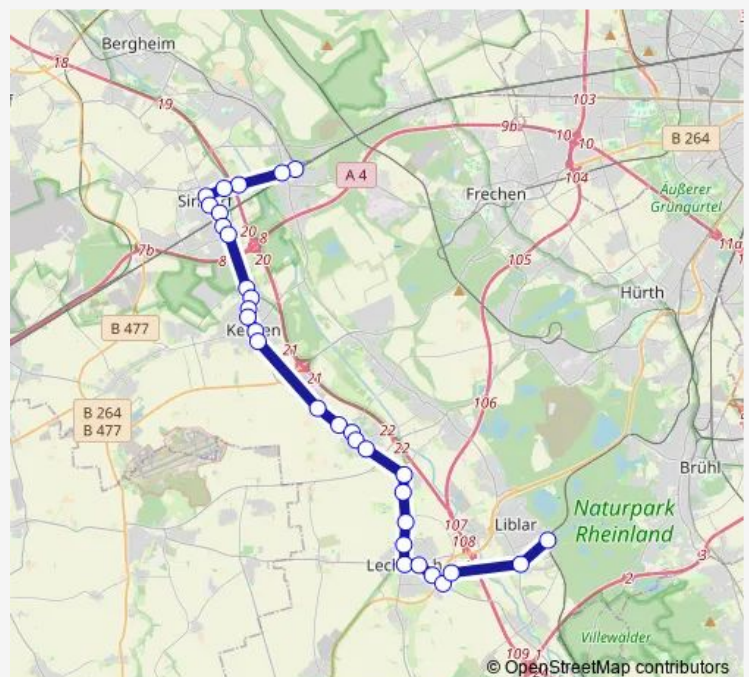 Bergheim
18
19
103
9b
10
10
B 264
A 4
104
Frechen
Äußerer
Grüngürtel
11a
20
8
20
7b
8
105
Hürth
B 477
21
21
106
B 264
B 477
22
22
Brühl
Naturpark
Rheinland
107
108
Liblar
3
2
Villewälder
109
1
© OpenStreetMap contributors